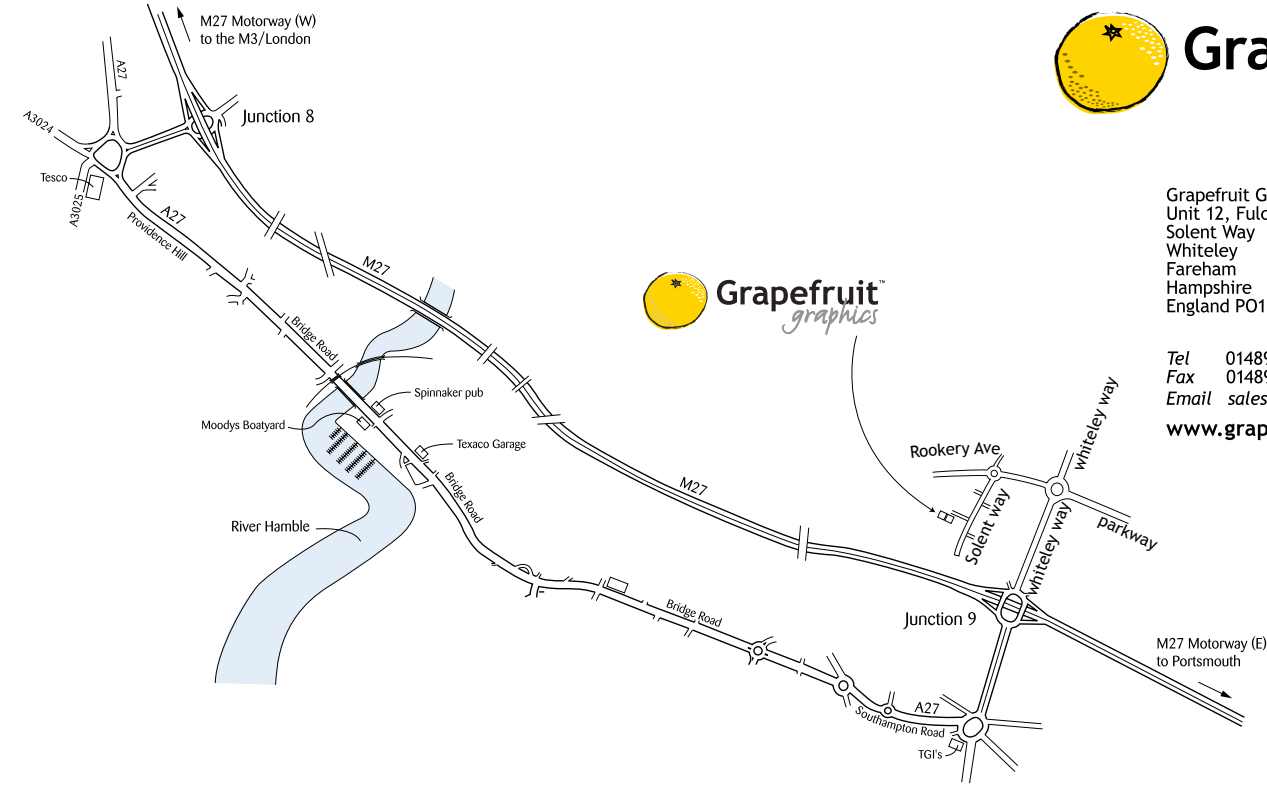 M27 Motorway (W)
to the M3/London
A27
A3024
Junction 8
Tesco
A3025
A27
Providence Hill
M27
Bridge Road
Spinnaker pub
Moodys Boatyard
Texaco Garage
Bridge Road
River Hamble
Grapefruit™
graphics
M27
Rookery Ave
whiteley way
Solent way
whiteley way
parkway
Bridge Road
Junction 9
M27 Motorway (E)
to Portsmouth
A27
Southampton Road
TGI's
Gra
Grapefruit G
Unit 12, Fulc
Solent Way
Whiteley
Fareham
Hampshire
England PO1
Tel 01489
Fax 01489
Email sales
www.grap